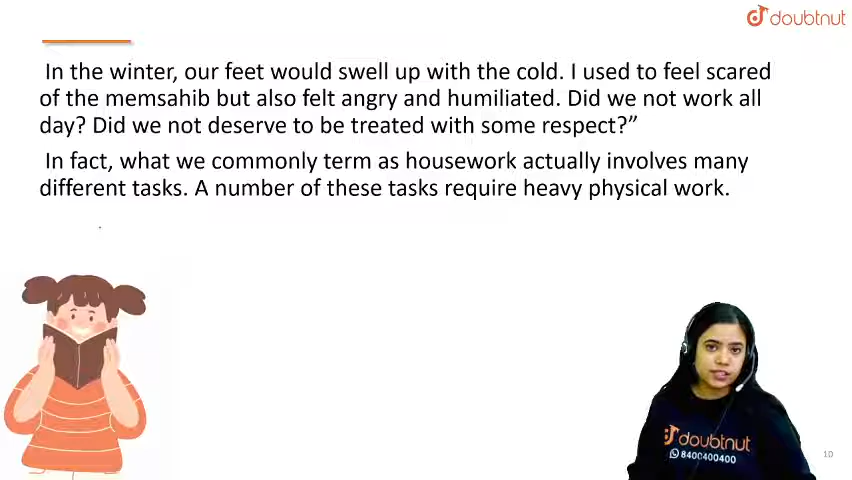 doubtnut
In the winter, our feet would swell up with the cold. I used to feel scared
of the memsahib but also felt angry and humiliated. Did we not work all
day? Did we not deserve to be treated with some respect?”
In fact, what we commonly term as housework actually involves many
different tasks. A number of these tasks require heavy physical work.
doubtnut
8400400400
10